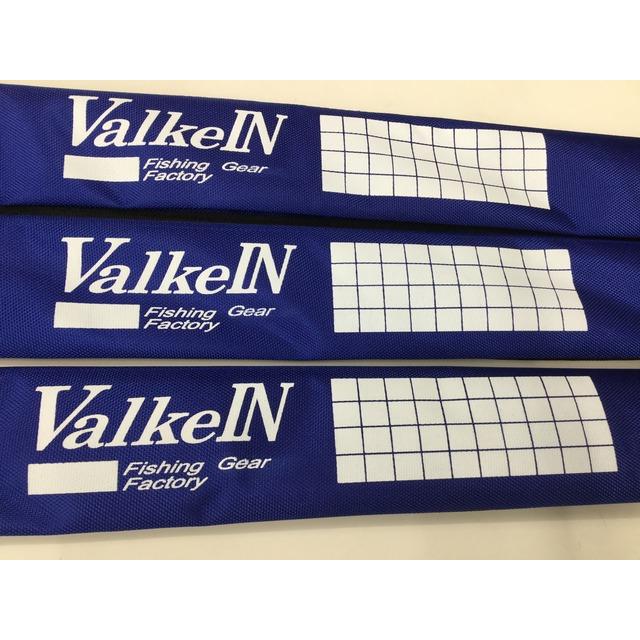 ValkeIN
Fishing Gear
Factory
ValkeIN
Fishing Gear
Factory
ValkeIN
Fishing Gear
Factory